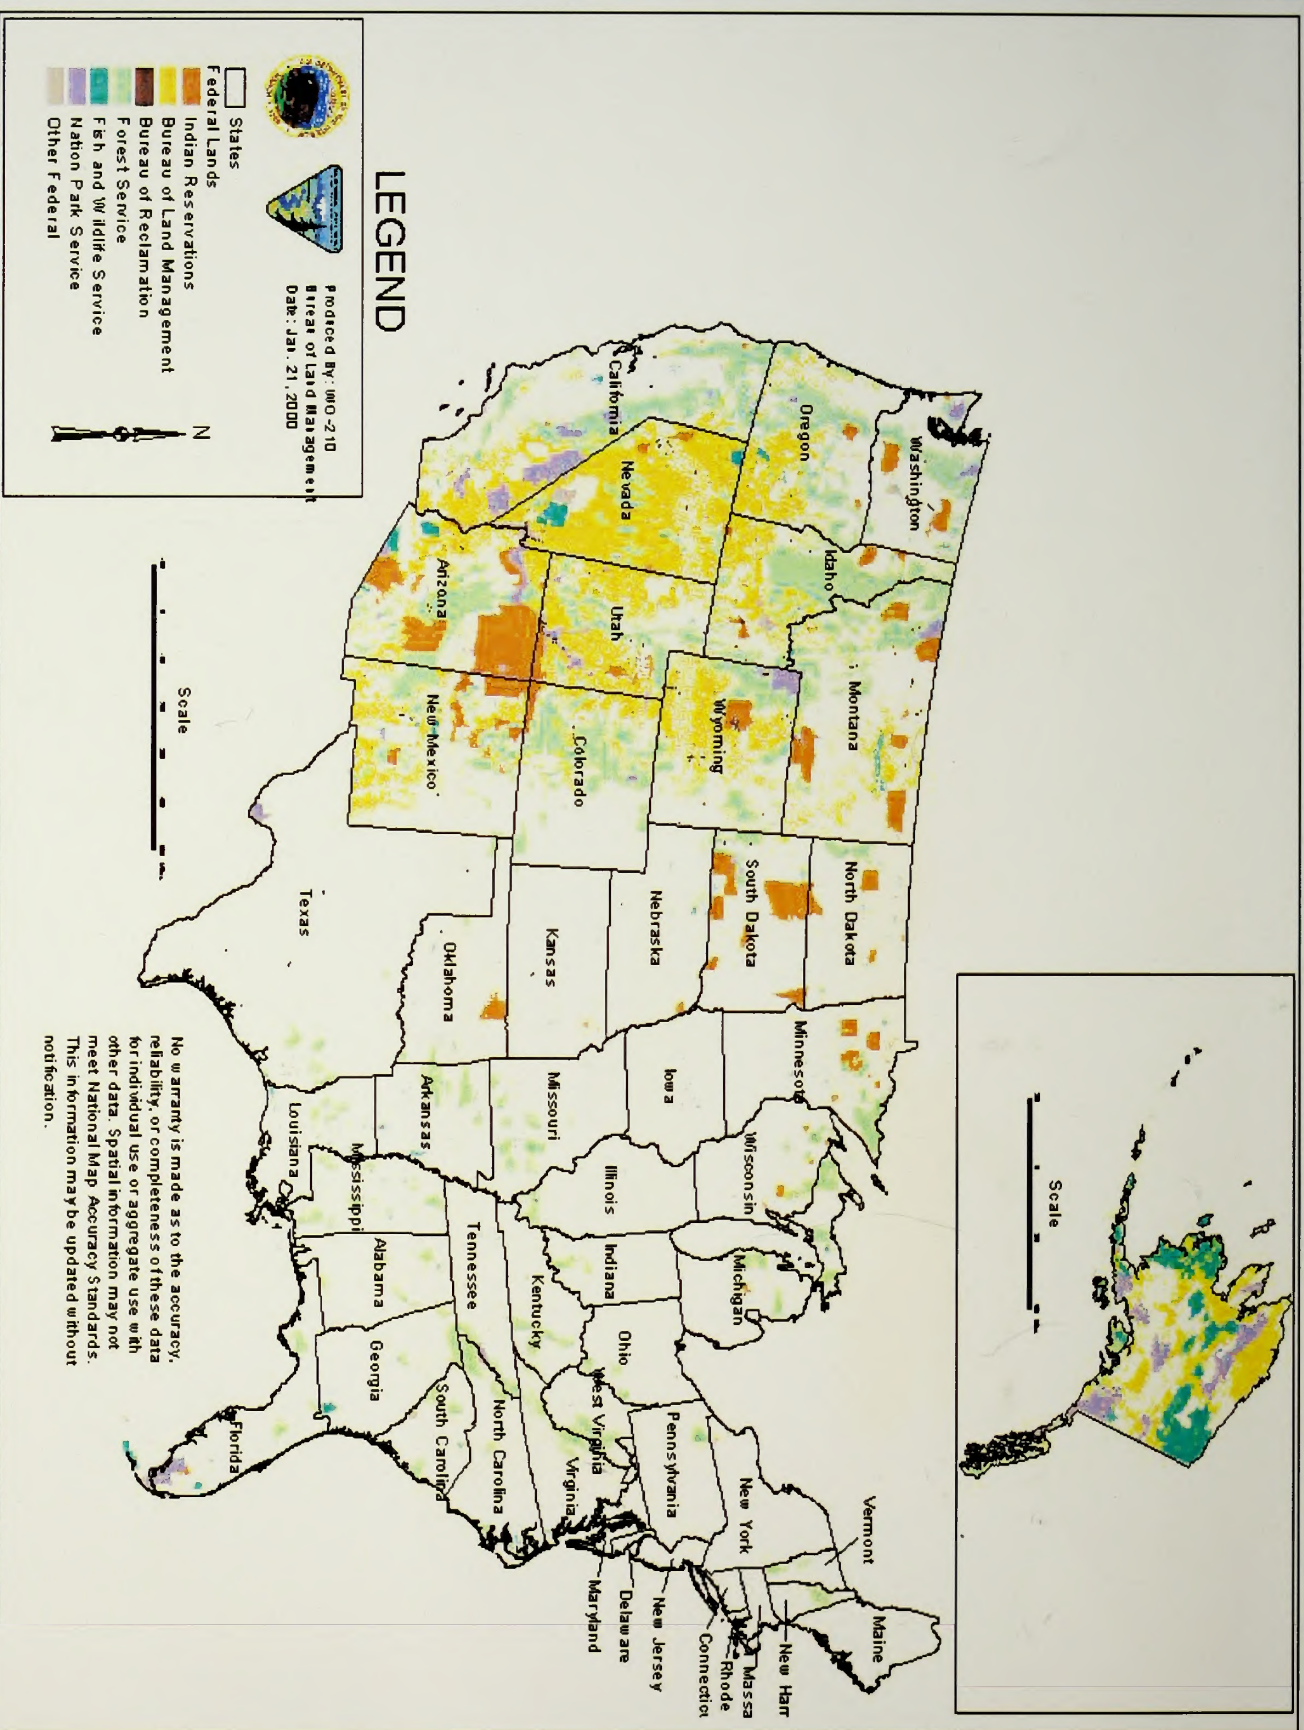 LEGEND
Produced By: WO-210
Bureau of Land Management
Date: Jan. 21, 2000
States
Federal Lands
Indian Reservations
Bureau of Land Management
Bureau of Reclamation
Forest Service
Fish and Wildlife Service
Nation Park Service
Other Federal
N
Scale
Scale
Washington
Oregon
California
Nevada
Idaho
Montana
Wyoming
Utah
Arizona
Colorado
New Mexico
North Dakota
South Dakota
Nebraska
Kansas
Oklahoma
Texas
Minnesota
Iowa
Missouri
Arkansas
Louisiana
Wisconsin
Illinois
Mississippi
Michigan
Indiana
Kentucky
Tennessee
Alabama
Ohio
West Virginia
Georgia
Florida
South Carolina
North Carolina
Virginia
Pennsylvania
New York
Vermont
Maine
New Harr
Massa
Rhode
Connectic
New Jersey
Delaware
Maryland
No warranty is made as to the accuracy,
reliability, or completeness of these data
for individual use or aggregate use with
other data. Spatial information may not
meet National Map Accuracy Standards.
This information may be updated without
notification.